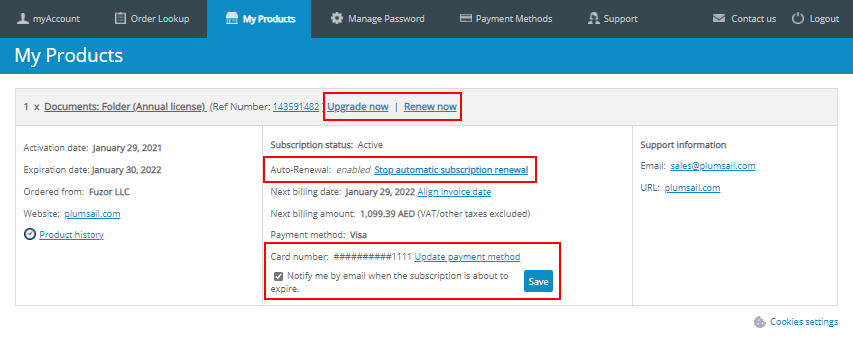 myAccount Order Lookup My Products Manage Password Payment Methods Support Contact us Logout
My Products
1 x Documents: Folder (Annual license) (Ref Number: 143591482 Upgrade now | Renew now
Activation date: January 29, 2021
Expiration date: January 30, 2022
Ordered from: Fuzor LLC
Website: plumsail.com
Product history
Subscription status: Active
Auto-Renewal: enabled Stop automatic subscription renewal
Next billing date: January 29, 2022 Align invoice date
Next billing amount: 1,099.39 AED (VAT/other taxes excluded)
Payment method: Visa
Card number: ##########1111 Update payment method
Notify me by email when the subscription is about to
expire.
Save
Support information
Email: sales@plumsail.com
URL: plumsail.com
Cookies settings